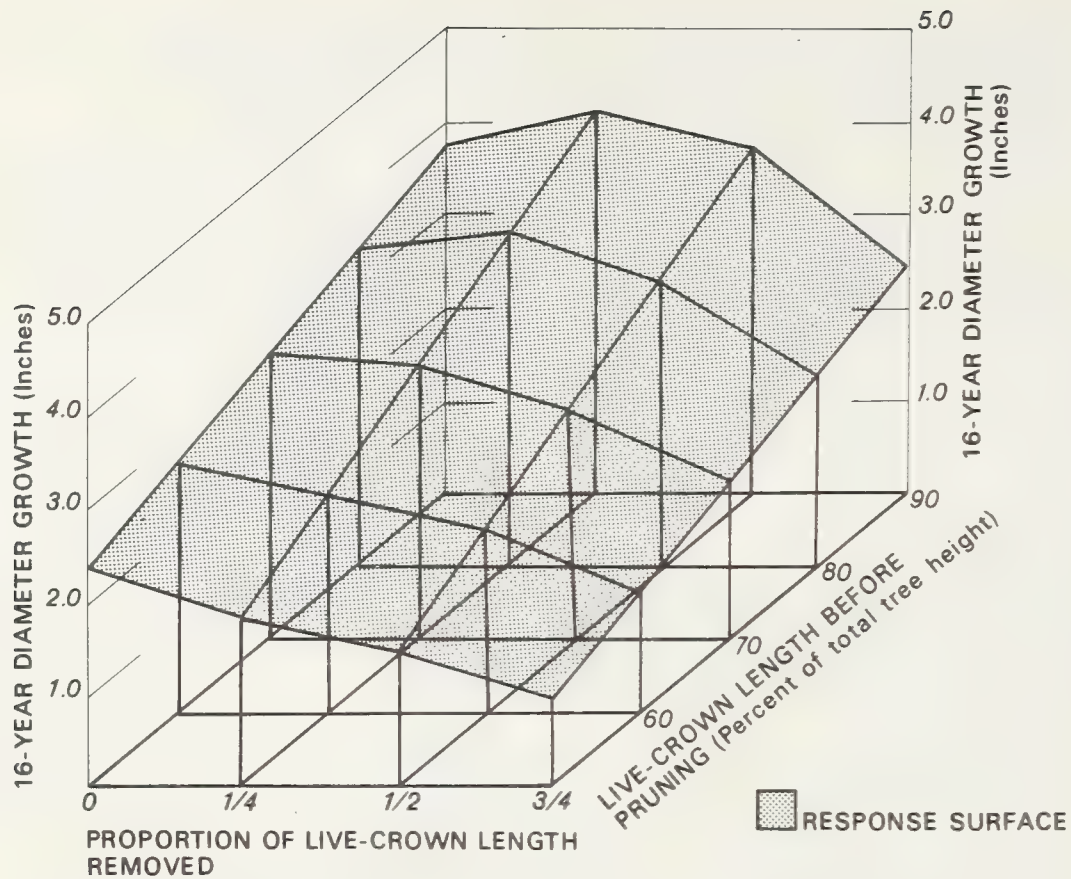 5.0
4.0
3.0
2.0
1.0
16-YEAR DIAMETER GROWTH
(Inches)
16-YEAR DIAMETER GROWTH (Inches)
5.0
4.0
3.0
2.0
1.0
0
1/4
1/2
3/4
60
70
80
90
PROPORTION OF LIVE-CROWN LENGTH
REMOVED
LIVE-CROWN LENGTH BEFORE
PRUNING (Percent of total tree height)
RESPONSE SURFACE